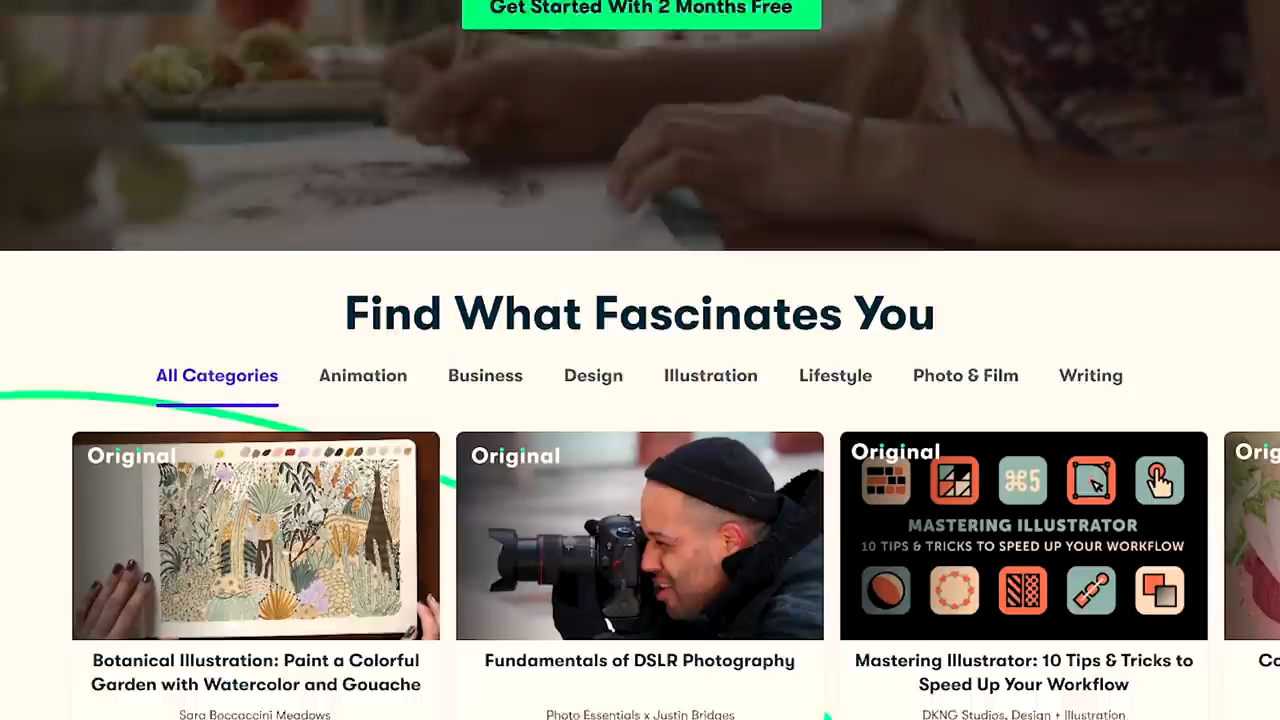 Get Started With 2 Months Free
Find What Fascinates You
All Categories
Animation
Business
Design
Illustration
Lifestyle
Photo & Film
Writing
Original
Original
Original
Orig
⌘5
MASTERING ILLUSTRATOR
10 TIPS & TRICKS TO SPEED UP YOUR WORKFLOW
Botanical Illustration: Paint a Colorful
Garden with Watercolor and Gouache
Fundamentals of DSLR Photography
Mastering Illustrator: 10 Tips & Tricks to
Speed Up Your Workflow
Co
Sara Boccaccini Meadows
Photo Essentials x Justin Bridges
DKNG Studios, Design + Illustration